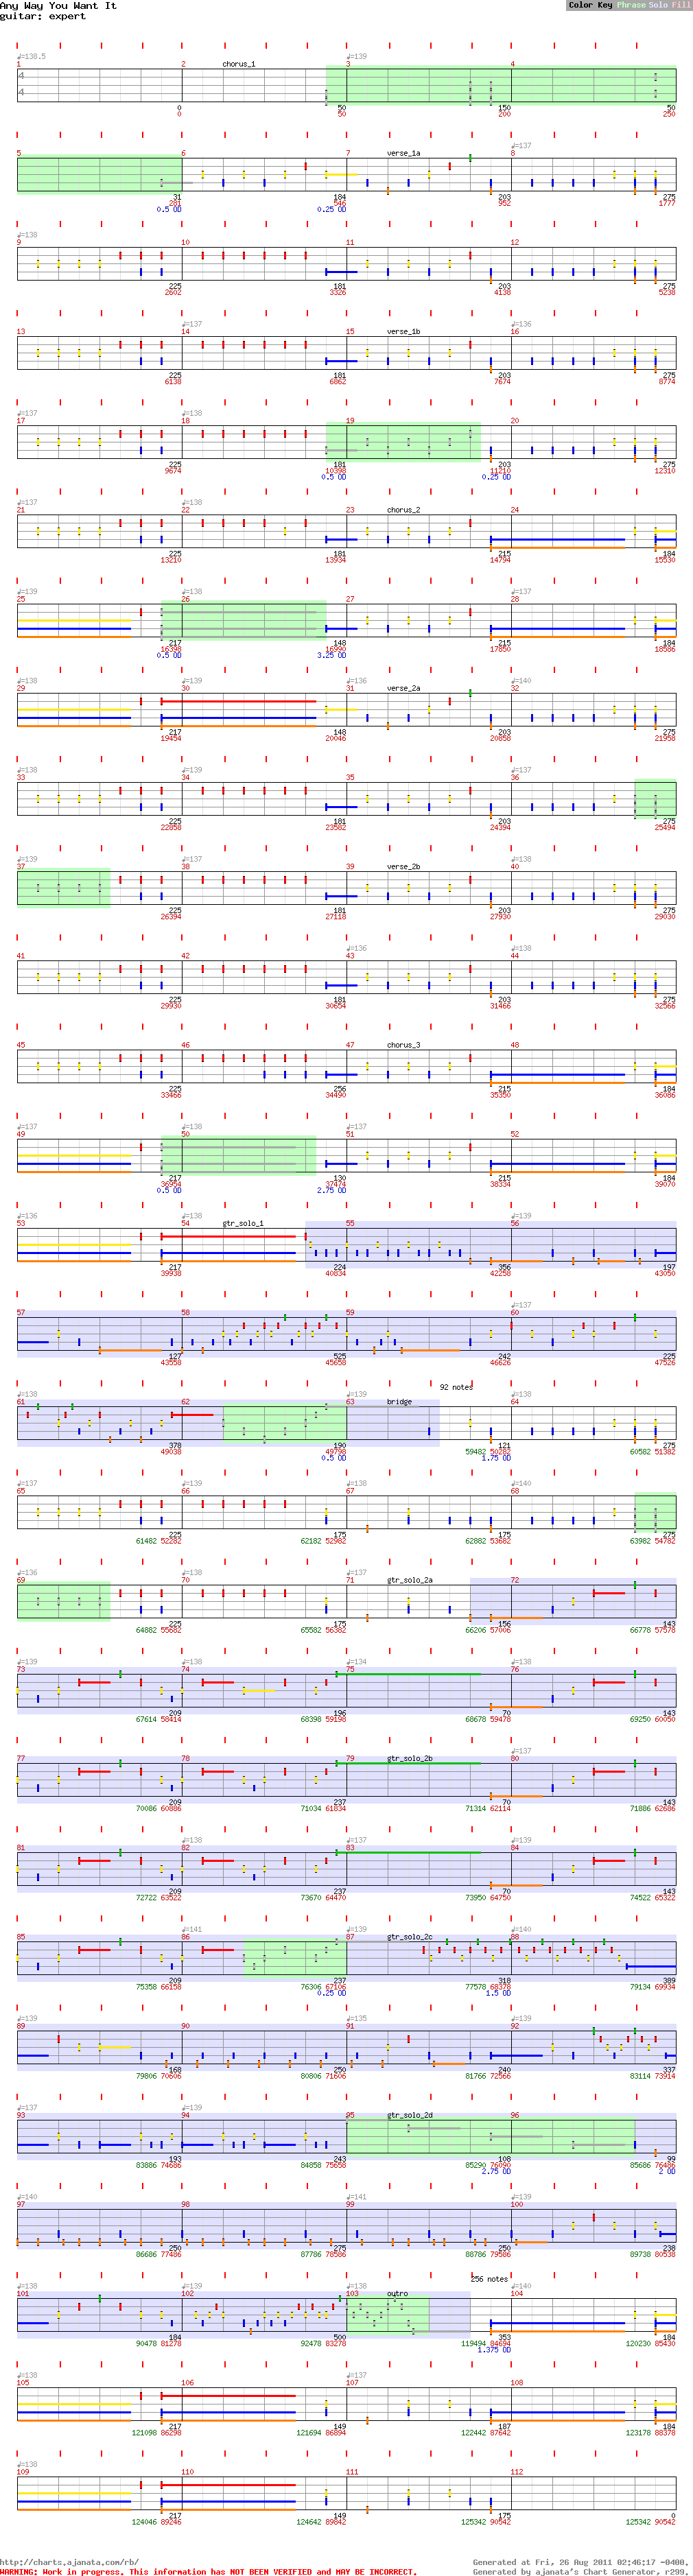 Any Way You Want It
guitar: expert
Color Key Phrase Solo Fill
♩=138.5 ♩=139
1 2 chorus_1 3 4
0 50 150 50
0 50 200 250
♩=137
5 6 7 verse_1a 8
31 184 203 275
281 546 952 1777
0.5 OD 0.25 OD
♩=138
9 10 11 12
225 181 203 275
2602 3326 4138 5238
♩=137 ♩=136
13 14 15 verse_1b 16
225 181 203 275
6138 6862 7674 8774
♩=137 ♩=138
17 18 19 20
225 181 203 275
9674 10398 11210 12310
0.5 OD 0.25 OD
♩=137 ♩=138
21 22 23 chorus_2 24
225 181 215 184
13210 13934 14794 15530
♩=139 ♩=138 ♩=137
25 26 27 28
217 148 215 184
16398 16990 17850 18586
0.5 OD 3.25 OD
♩=138 ♩=139 ♩=136 ♩=140
29 30 31 verse_2a 32
217 148 203 275
19454 20046 20858 21958
♩=138 ♩=139 ♩=137
33 34 35 36
225 181 203 275
22858 23582 24394 25494
♩=139 ♩=137 ♩=138
37 38 39 verse_2b 40
225 181 203 275
26394 27118 27930 29030
♩=136 ♩=138
41 42 43 44
225 181 203 275
29930 30654 31466 32566
45 46 47 chorus_3 48
225 256 215 184
33466 34490 35350 36086
♩=137 ♩=138 ♩=137
49 50 51 52
217 130 215 184
36954 37474 38334 39070
0.5 OD 2.75 OD
♩=136 ♩=138 ♩=139
53 54 gtr_solo_1 55 56
217 224 356 197
39938 40834 42258 43050
♩=137
57 58 59 60
127 525 242 225
43558 45658 46626 47526
92 notes
♩=138 ♩=139 ♩=138
61 62 63 bridge 64
378 190 121 275
49038 49798 59482 50282 60582 51382
0.5 OD 1.75 OD
♩=137 ♩=139 ♩=138 ♩=140
65 66 67 68
225 175 175 275
61482 52282 62182 52982 62882 53682 63982 54782
♩=136 ♩=138 ♩=137
69 70 71 gtr_solo_2a 72
225 175 156 143
64882 55682 65582 56382 66206 57006 66778 57578
♩=139 ♩=138 ♩=134 ♩=138
73 74 75 76
209 196 70 143
67614 58414 68398 59198 68678 59478 69250 60050
♩=137
77 78 79 gtr_solo_2b 80
209 237 70 143
70086 60886 71034 61834 71314 62114 71886 62686
♩=138 ♩=137 ♩=139
81 82 83 84
209 237 70 143
72722 63522 73670 64470 73950 64750 74522 65322
♩=141 ♩=139 ♩=140
85 86 87 gtr_solo_2c 88
209 237 318 389
75358 66158 76306 67106 77578 68378 79134 69934
0.25 OD 1.5 OD
♩=139 ♩=135 ♩=139
89 90 91 92
168 250 240 337
79806 70606 80806 71606 81766 72566 83114 73914
♩=139
93 94 95 gtr_solo_2d 96
193 243 108 99
83886 74686 84858 75658 85290 76090 85686 76486
2.75 OD 2 OD
♩=140 ♩=141 ♩=139
97 98 99 100
250 275 250 238
86686 77486 87786 78586 88786 79586 89738 80538
256 notes
♩=138 ♩=139 ♩=140
101 102 103 outro 104
184 500 353 184
90478 81278 92478 83278 119494 84694 120230 85430
1.375 OD
♩=138 ♩=137
105 106 107 108
217 149 187 184
121098 86298 121694 86894 122442 87642 123178 88378
♩=138
109 110 111 112
217 149 175 0
124046 89246 124642 89842 125342 90542 125342 90542
http://charts.ajanata.com/rb/ Generated at Fri, 26 Aug 2011 02:46:17 -0400.
WARNING: Work in progress. This information has NOT BEEN VERIFIED and MAY BE INCORRECT. Generated by ajanata's Chart Generator, r299.